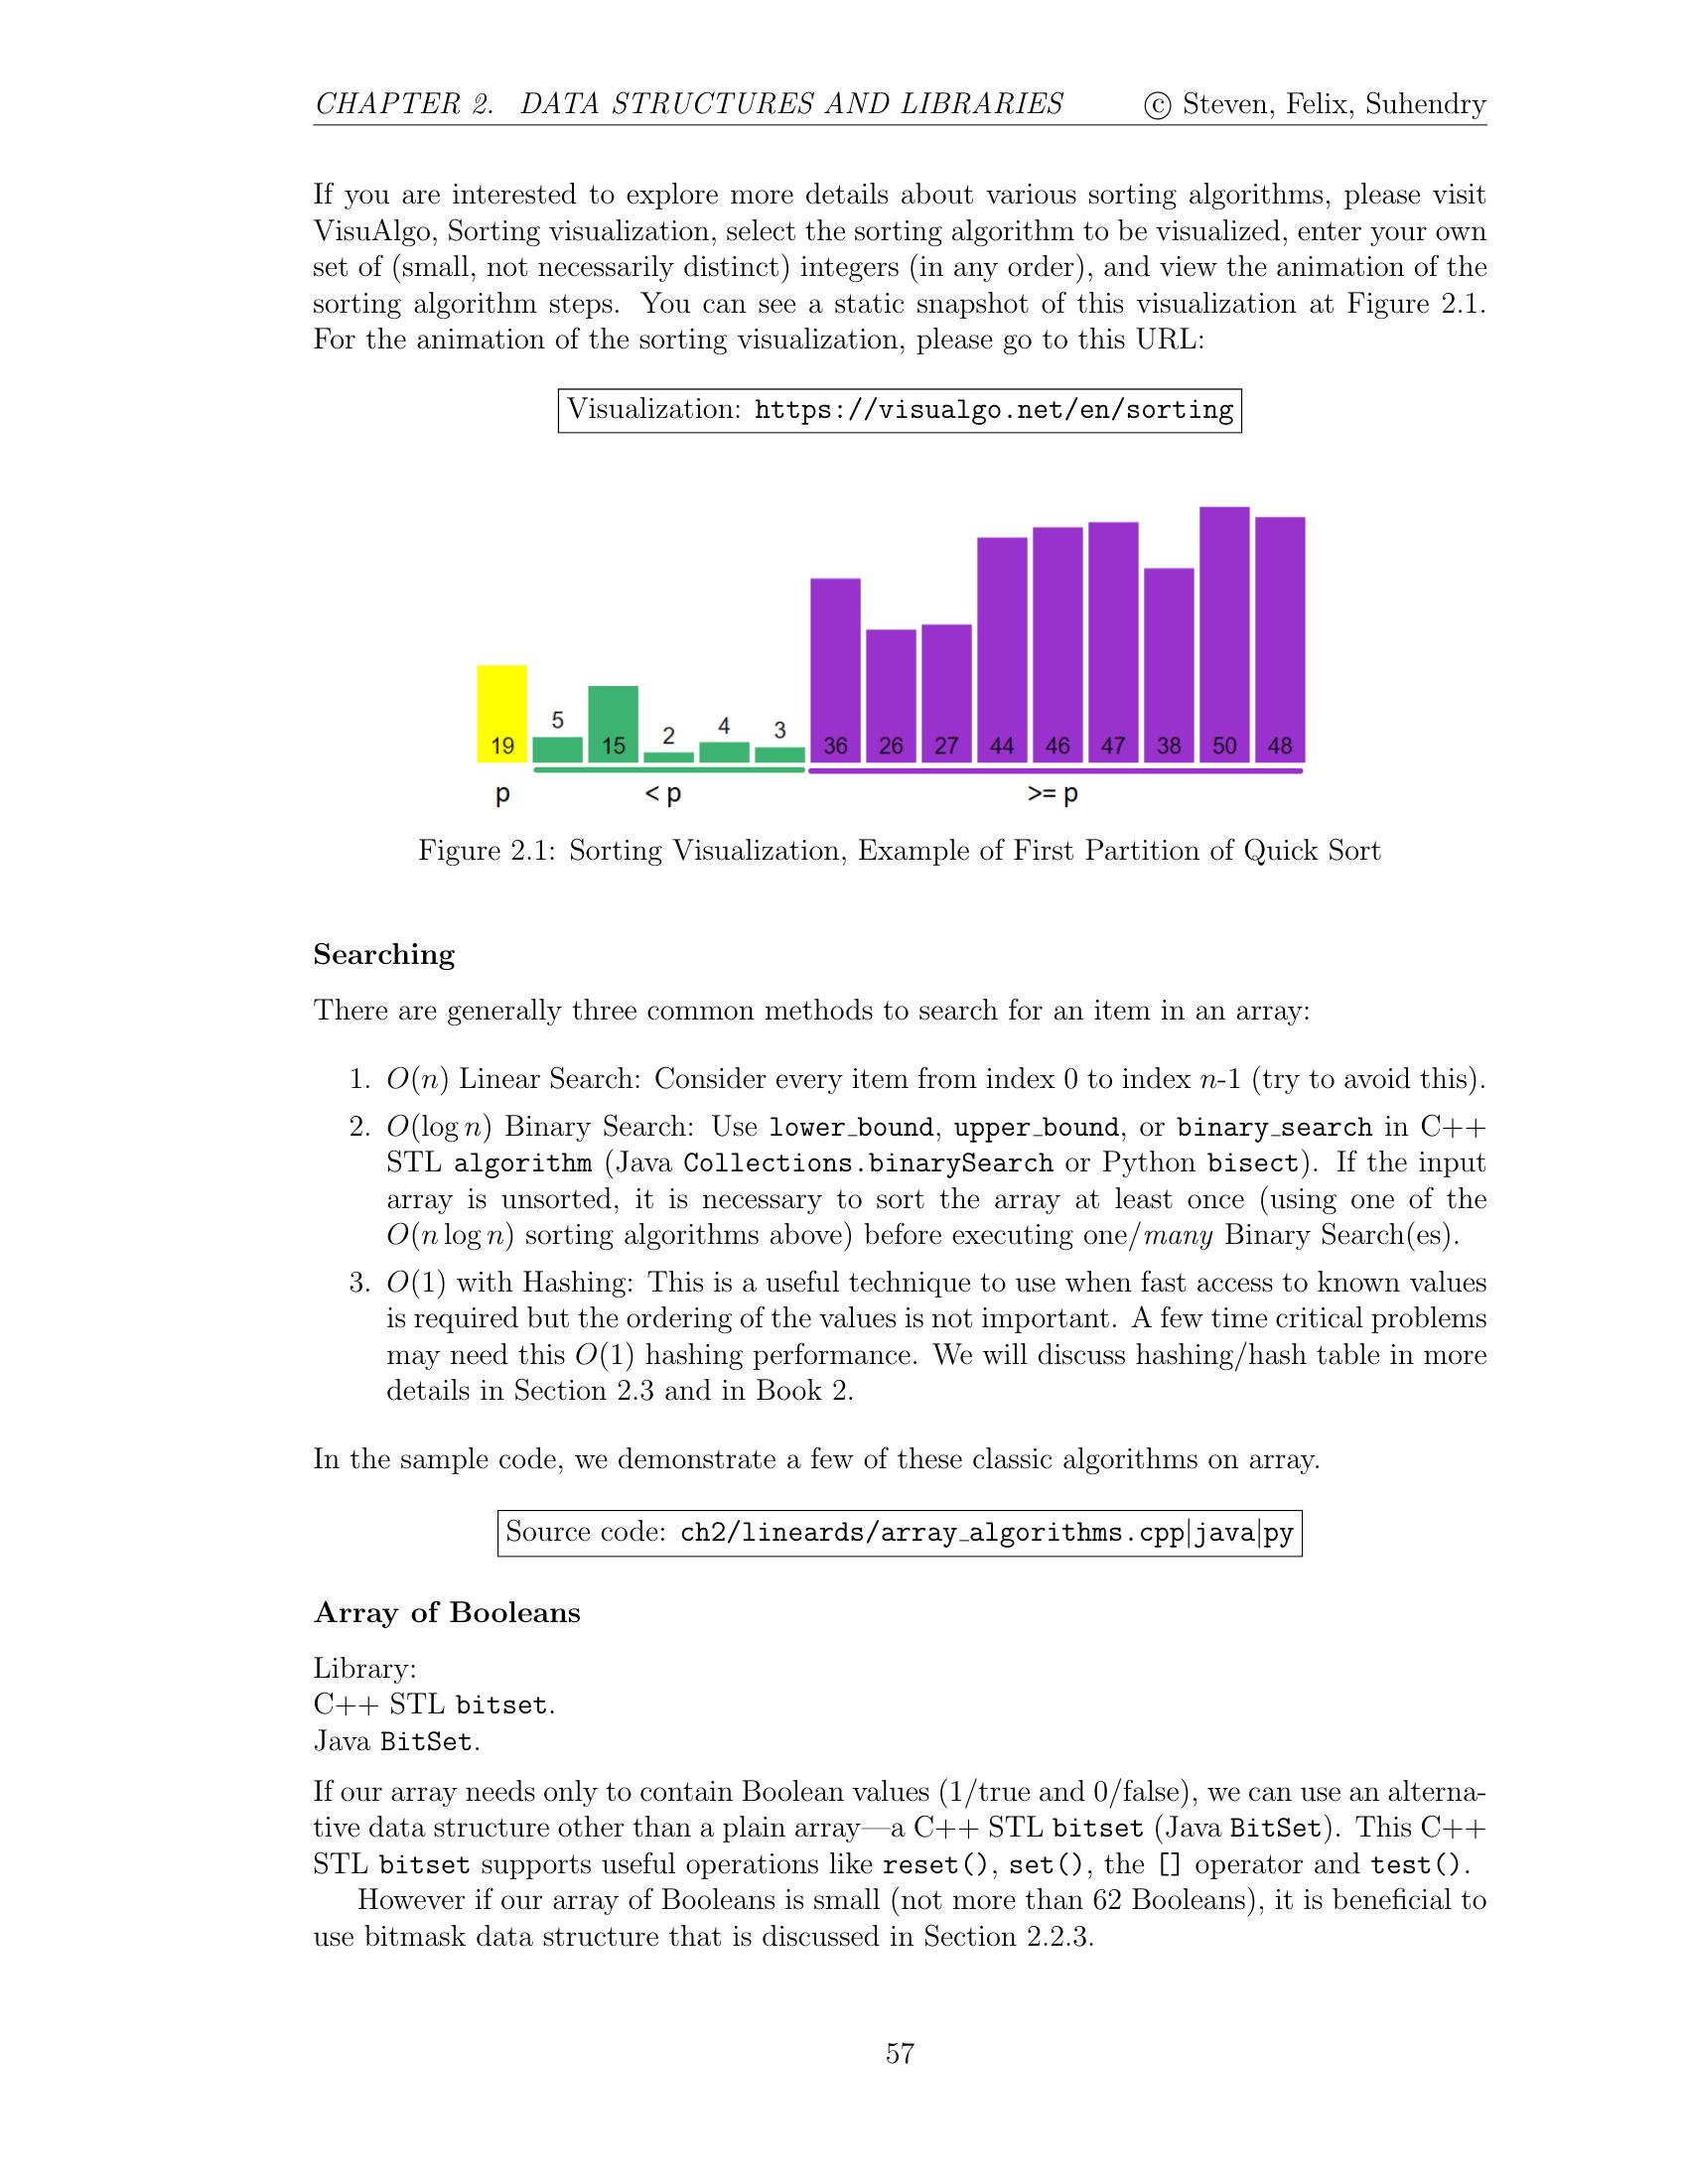 CHAPTER 2. DATA STRUCTURES AND LIBRARIES © Steven, Felix, Suhendry
If you are interested to explore more details about various sorting algorithms, please visit
VisuAlgo, Sorting visualization, select the sorting algorithm to be visualized, enter your own
set of (small, not necessarily distinct) integers (in any order), and view the animation of the
sorting algorithm steps. You can see a static snapshot of this visualization at Figure 2.1.
For the animation of the sorting visualization, please go to this URL:
Visualization: https://visualgo.net/en/sorting
19 5 15 2 4 3 36 26 27 44 46 47 38 50 48
p < p >= p
Figure 2.1: Sorting Visualization, Example of First Partition of Quick Sort
Searching
There are generally three common methods to search for an item in an array:
1. O(n) Linear Search: Consider every item from index 0 to index n-1 (try to avoid this).
2. O(log n) Binary Search: Use lower_bound, upper_bound, or binary_search in C++
STL algorithm (Java Collections.binarySearch or Python bisect). If the input
array is unsorted, it is necessary to sort the array at least once (using one of the
O(n log n) sorting algorithms above) before executing one/many Binary Search(es).
3. O(1) with Hashing: This is a useful technique to use when fast access to known values
is required but the ordering of the values is not important. A few time critical problems
may need this O(1) hashing performance. We will discuss hashing/hash table in more
details in Section 2.3 and in Book 2.
In the sample code, we demonstrate a few of these classic algorithms on array.
Source code: ch2/lineards/array_algorithms.cpp|java|py
Array of Booleans
Library:
C++ STL bitset.
Java BitSet.
If our array needs only to contain Boolean values (1/true and 0/false), we can use an alterna-
tive data structure other than a plain array—a C++ STL bitset (Java BitSet). This C++
STL bitset supports useful operations like reset(), set(), the [] operator and test().
However if our array of Booleans is small (not more than 62 Booleans), it is beneficial to
use bitmask data structure that is discussed in Section 2.2.3.
57